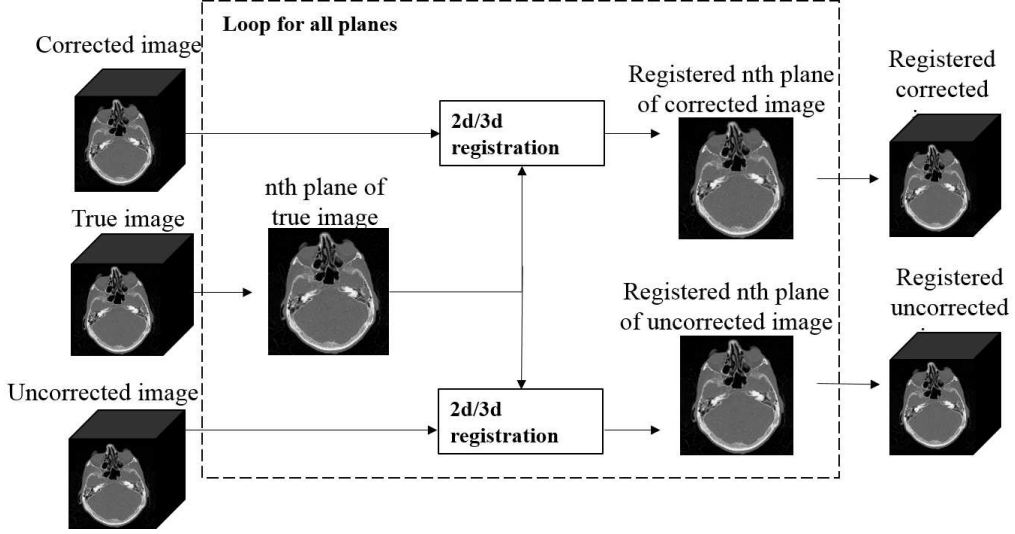 Loop for all planes
Corrected image
2d/3d
registration
Registered nth plane
of corrected image
Registered
corrected
nth plane of
true image
True image
Registered nth plane
of uncorrected image
Registered
uncorrected
Uncorrected image
2d/3d
registration